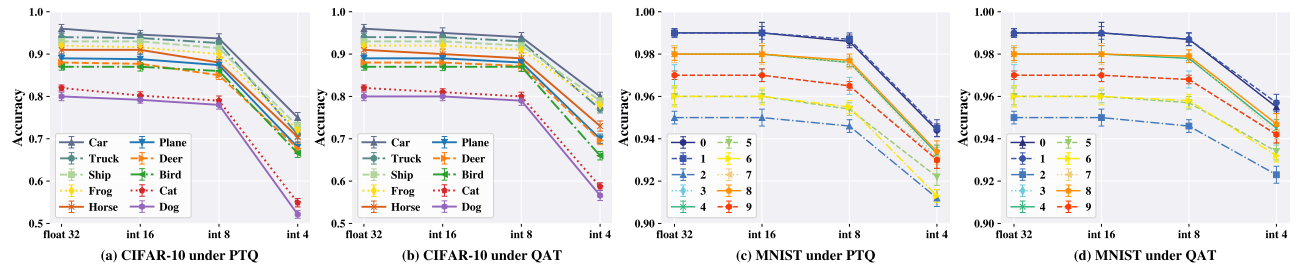 Accuracy
1.0
0.9
0.8
0.7
0.6
0.5
float 32
int 16
int 8
int 4
Car
Truck
Ship
Frog
Horse
Plane
Deer
Bird
Cat
Dog
(a) CIFAR-10 under PTQ
Accuracy
1.0
0.9
0.8
0.7
0.6
0.5
float 32
int 16
int 8
int 4
Car
Truck
Ship
Frog
Horse
Plane
Deer
Bird
Cat
Dog
(b) CIFAR-10 under QAT
Accuracy
1.00
0.98
0.96
0.94
0.92
0.90
float 32
int 16
int 8
int 4
0
1
2
3
4
5
6
7
8
9
(c) MNIST under PTQ
Accuracy
1.00
0.98
0.96
0.94
0.92
0.90
float 32
int 16
int 8
int 4
0
1
2
3
4
5
6
7
8
9
(d) MNIST under QAT